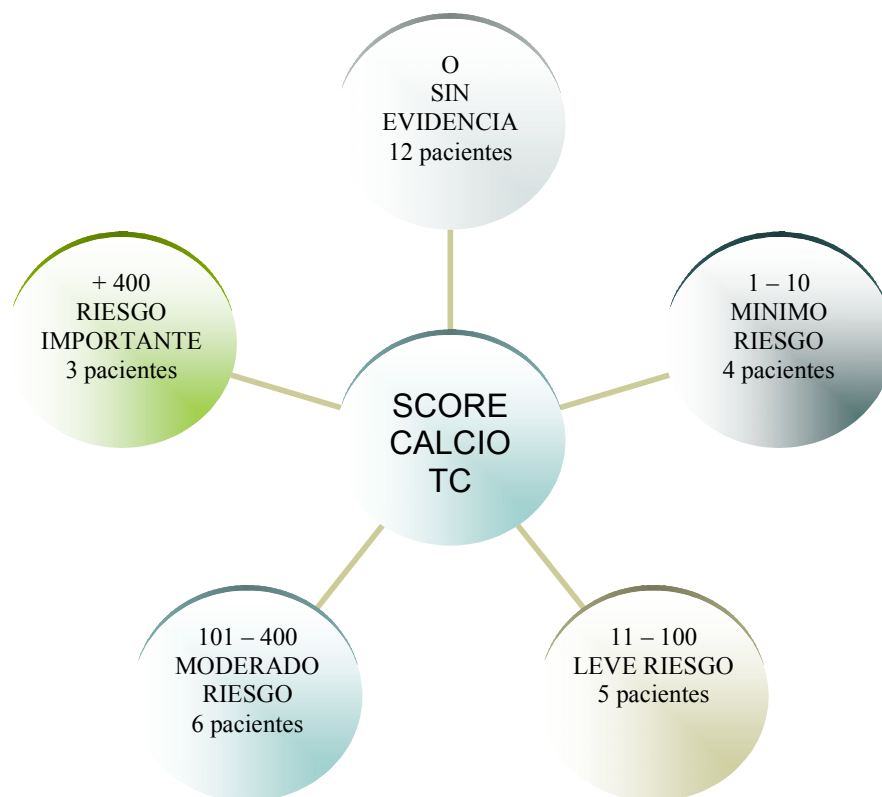 O
SIN
EVIDENCIA
12 pacientes
+ 400
RIESGO
IMPORTANTE
3 pacientes
1 – 10
MINIMO
RIESGO
4 pacientes
SCORE
CALCIO
TC
101 – 400
MODERADO
RIESGO
6 pacientes
11 – 100
LEVE RIESGO
5 pacientes